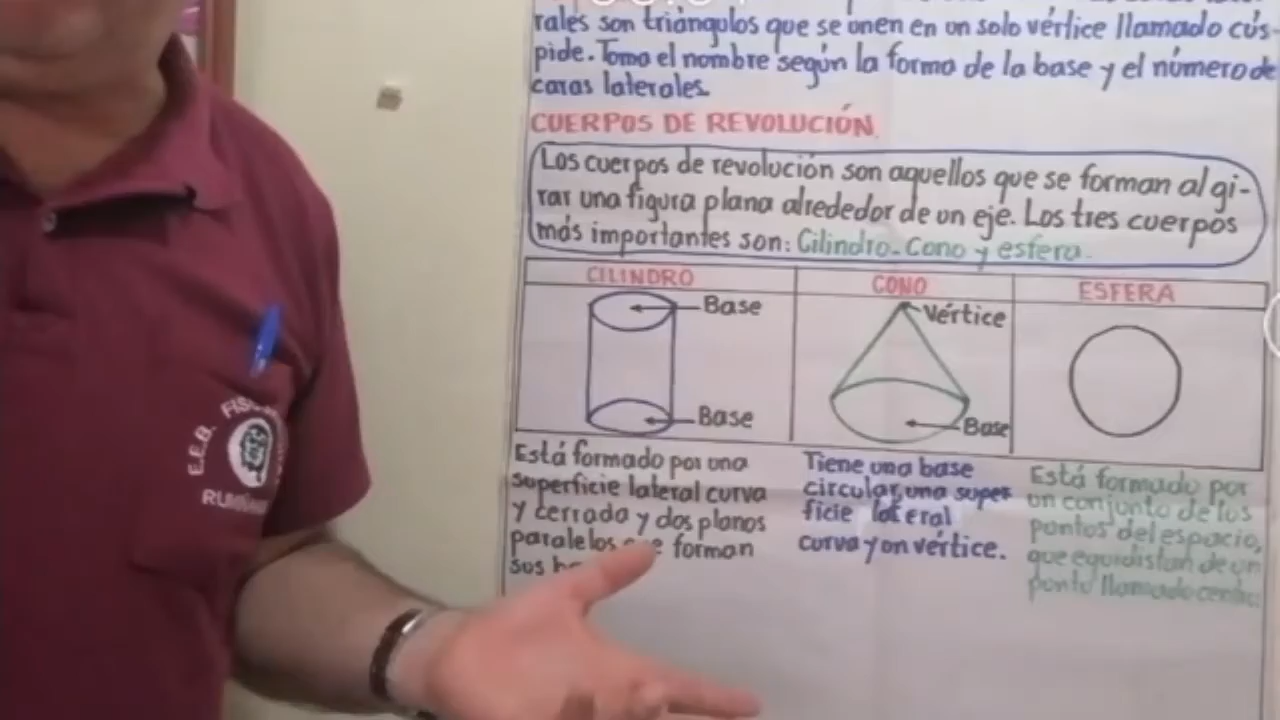 rales son triángulos que se unen en un solo vértice llamado cús-
pide. Toma el nombre según la forma de la base y el número de
caras laterales.
CUERPOS DE REVOLUCIÓN.
Los cuerpos de revolución son aquellos que se forman al gi-
rar una figura plana alrededor de un eje. Los tres cuerpos
más importantes son: Cilindro-Cono y esfera.
CILINDRO
Base
Base
Está formado por una
superficie lateral curva
y cerrada y dos planos
paralelos forman
sus
CONO
Vértice
Base
Tiene una base
circular, una super
ficie lateral
curva y un vértice.
ESFERA
Está formado por
un conjunto de los
puntos del espacio,
que equidistan de un
punto llamado centro
E.E.B.